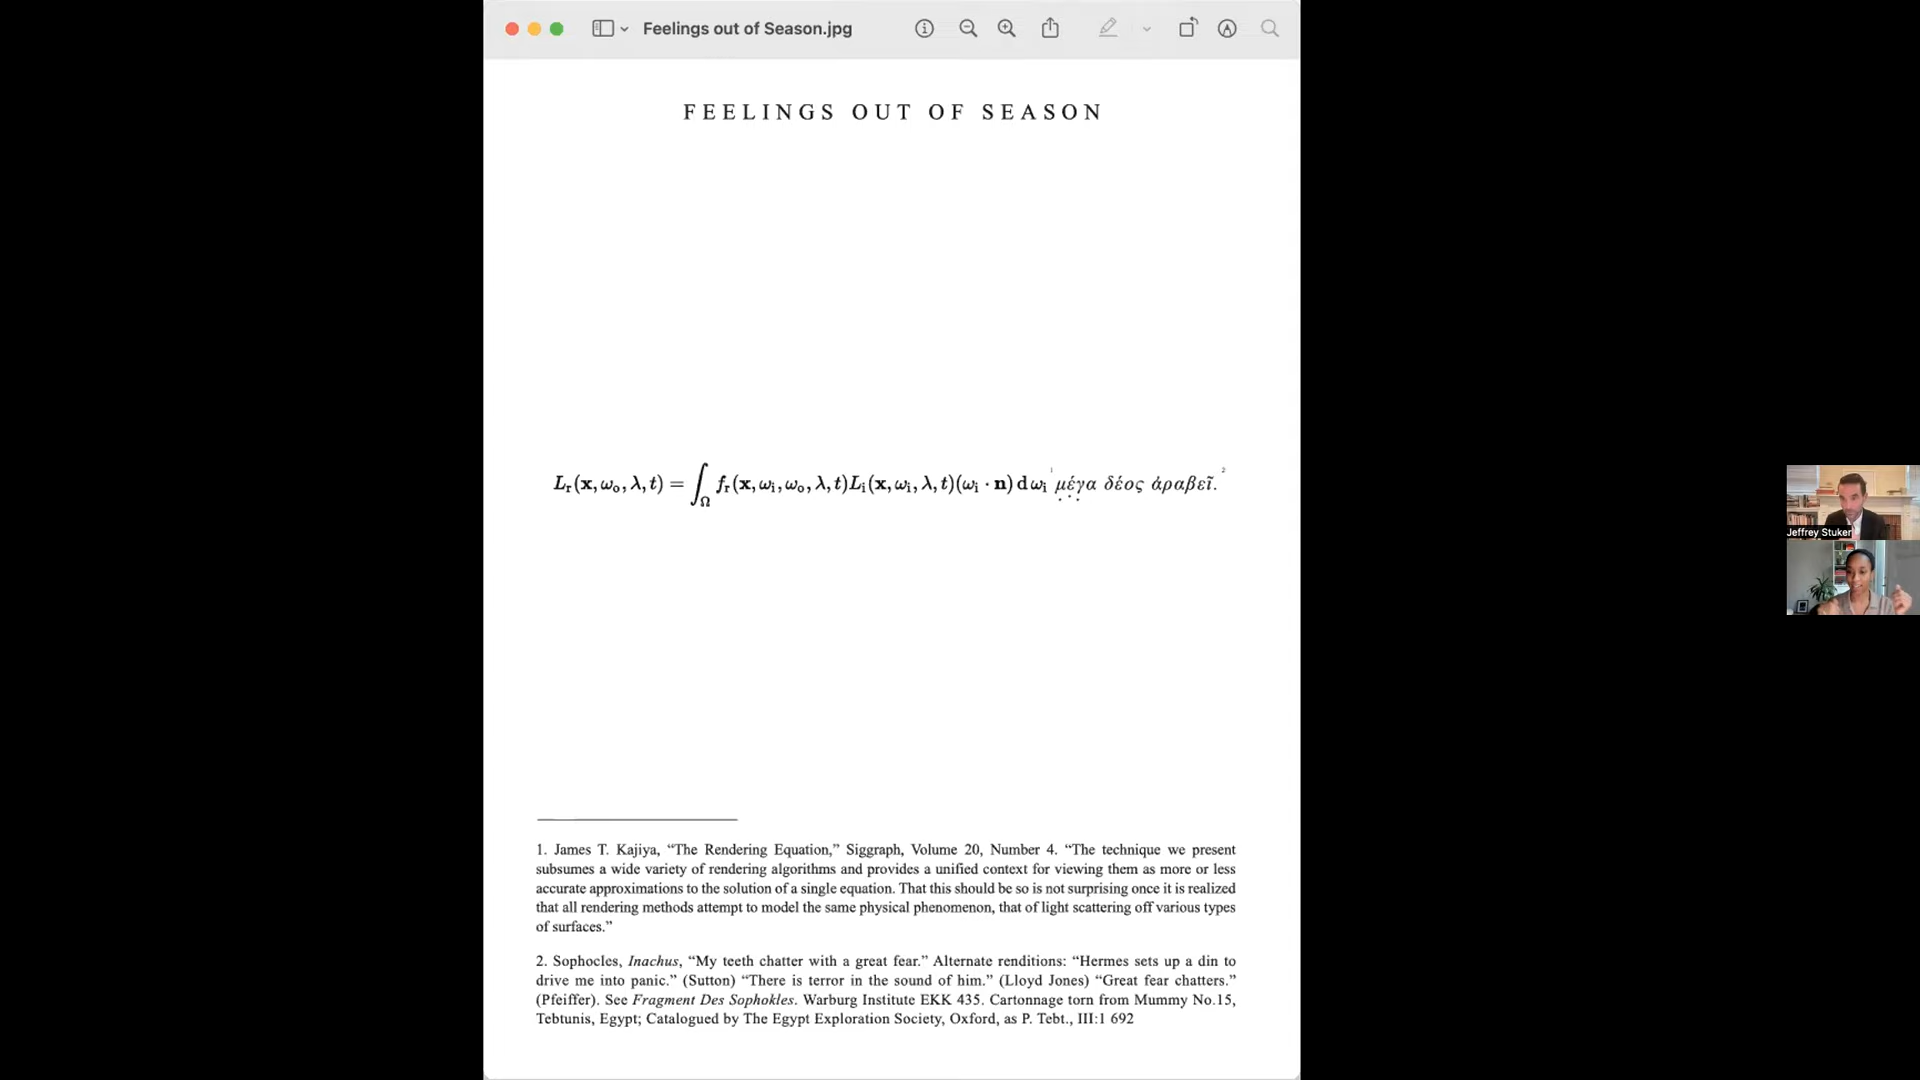 Feelings out of Season.jpg
FEELINGS OUT OF SEASON
Lr(x, ωo, λ, t) = ∫Ω fr(x, ωi, ωo, λ, t)Li(x, ωi, λ, t)(ωi · n) d ωi ¹ μ̣έ̣γ̣α δέος ἀραβεῖ. ²
Jeffrey Stuker
1. James T. Kajiya, “The Rendering Equation,” Siggraph, Volume 20, Number 4. “The technique we present
subsumes a wide variety of rendering algorithms and provides a unified context for viewing them as more or less
accurate approximations to the solution of a single equation. That this should be so is not surprising once it is realized
that all rendering methods attempt to model the same physical phenomenon, that of light scattering off various types
of surfaces.”
2. Sophocles, Inachus, “My teeth chatter with a great fear.” Alternate renditions: “Hermes sets up a din to
drive me into panic.” (Sutton) “There is terror in the sound of him.” (Lloyd Jones) “Great fear chatters.”
(Pfeiffer). See Fragment Des Sophokles. Warburg Institute EKK 435. Cartonnage torn from Mummy No.15,
Tebtunis, Egypt; Catalogued by The Egypt Exploration Society, Oxford, as P. Tebt., III:1 692